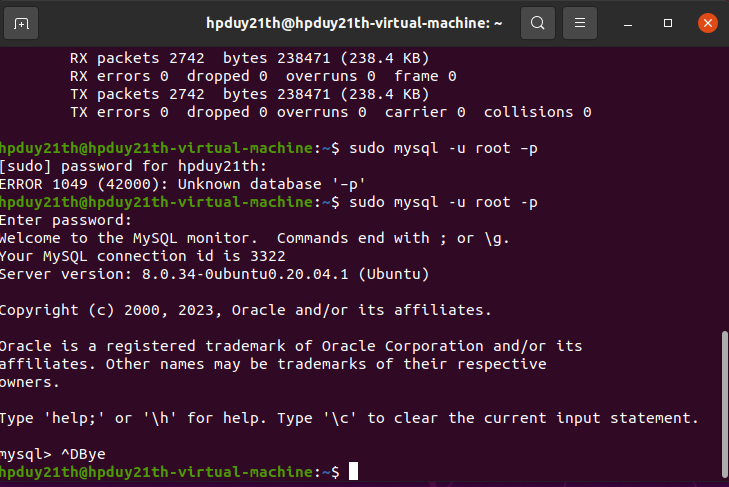 hpduy21th@hpduy21th-virtual-machine: ~
RX packets 2742  bytes 238471 (238.4 KB)
RX errors 0  dropped 0  overruns 0  frame 0
TX packets 2742  bytes 238471 (238.4 KB)
TX errors 0  dropped 0 overruns 0  carrier 0  collisions 0
hpduy21th@hpduy21th-virtual-machine:~$ sudo mysql -u root –p
[sudo] password for hpduy21th:
ERROR 1049 (42000): Unknown database '–p'
hpduy21th@hpduy21th-virtual-machine:~$ sudo mysql -u root -p
Enter password:
Welcome to the MySQL monitor.  Commands end with ; or \g.
Your MySQL connection id is 3322
Server version: 8.0.34-0ubuntu0.20.04.1 (Ubuntu)
Copyright (c) 2000, 2023, Oracle and/or its affiliates.
Oracle is a registered trademark of Oracle Corporation and/or its
affiliates. Other names may be trademarks of their respective
owners.
Type 'help;' or '\h' for help. Type '\c' to clear the current input statement.
mysql> ^DBye
hpduy21th@hpduy21th-virtual-machine:~$